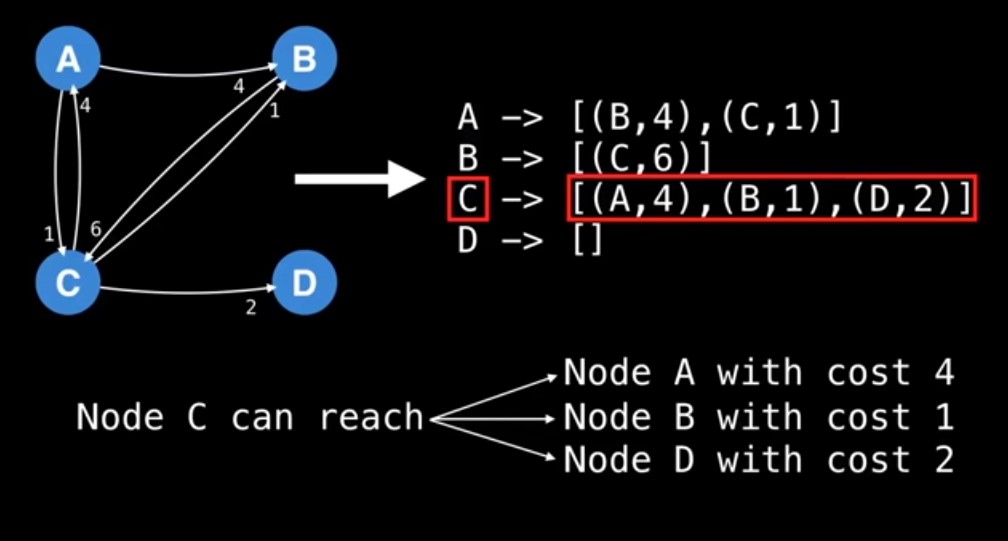 A
B
4
4
1
1
6
C
D
2
A -> [(B,4),(C,1)]
B -> [(C,6)]
C -> [(A,4),(B,1),(D,2)]
D -> []
Node C can reach
Node A with cost 4
Node B with cost 1
Node D with cost 2